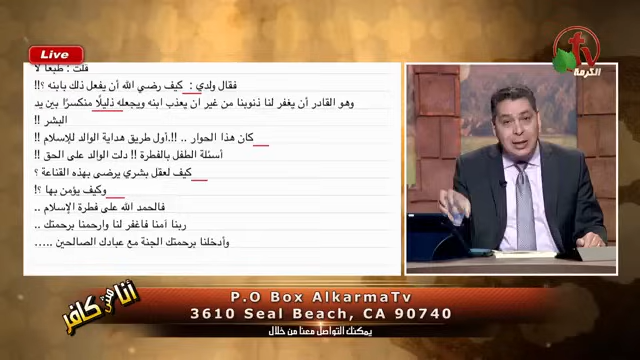 Live
قلت : طبعا لا
فقال ولدي : كيف رضي الله أن يفعل ذلك بابنه ؟!!
وهو القادر أن يغفر لنا ذنوبنا من غير ان يعذب ابنه ويجعله ذليلًا منكسرًا بين يد
البشر !!
كان هذا الحوار .. !!.أول طريق هداية الوالد للإسلام !!
أسئلة الطفل بالفطرة !! دلت الوالد على الحق !!
كيف لعقل بشري يرضى بهذه القناعة ؟
وكيف يؤمن بها ؟!
فالحمد الله على فطرة الإسلام ..
ربنا آمنا فاغفر لنا وارحمنا برحمتك ..
وأدخلنا برحمتك الجنة مع عبادك الصالحين .....
tv
الكرمة
أنا مش كافر
P.O Box AlkarmaTv
3610 Seal Beach, CA 90740
يمكنك التواصل معنا من خلال